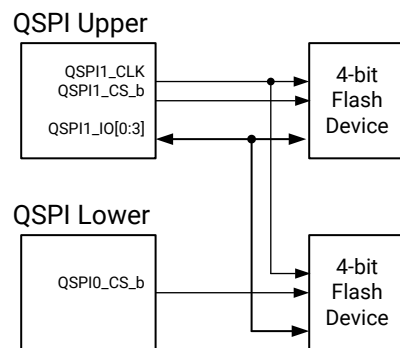 QSPI Upper
QSPI1_CLK
QSPI1_CS_b
QSPI1_IO[0:3]
4-bit
Flash
Device
QSPI Lower
QSPI0_CS_b
4-bit
Flash
Device